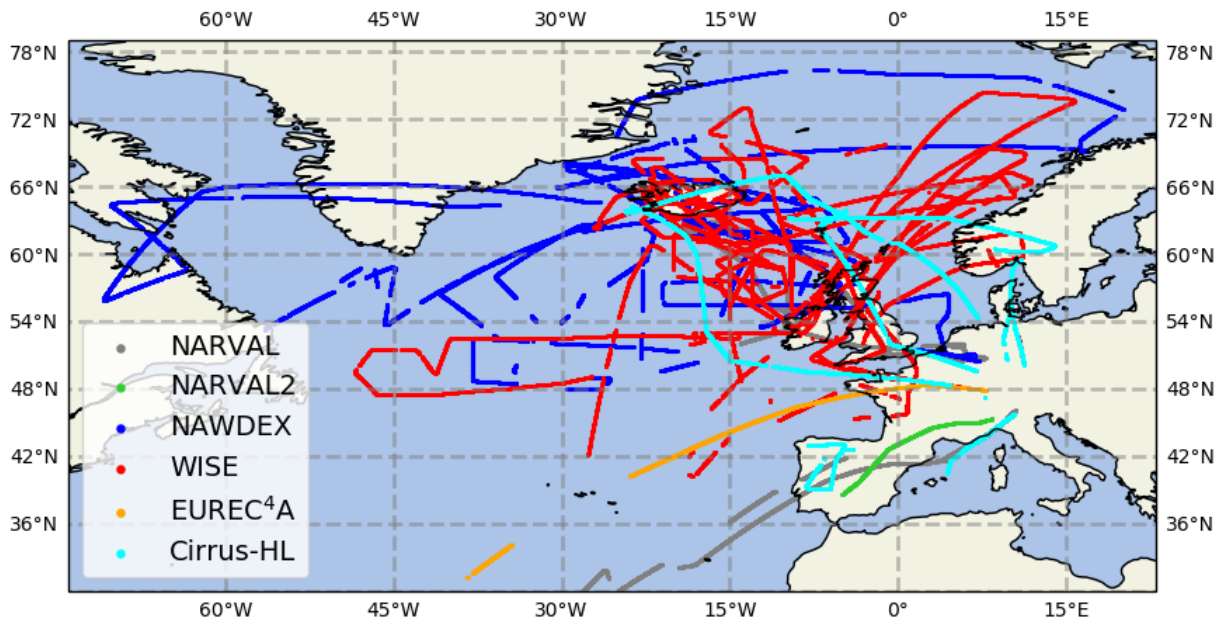 60°W 45°W 30°W 15°W 0° 15°E
78°N 78°N
72°N 72°N
66°N 66°N
60°N 60°N
54°N 54°N
48°N 48°N
42°N 42°N
36°N 36°N
NARVAL
NARVAL2
NAWDEX
WISE
EUREC⁴A
Cirrus-HL
60°W 45°W 30°W 15°W 0° 15°E